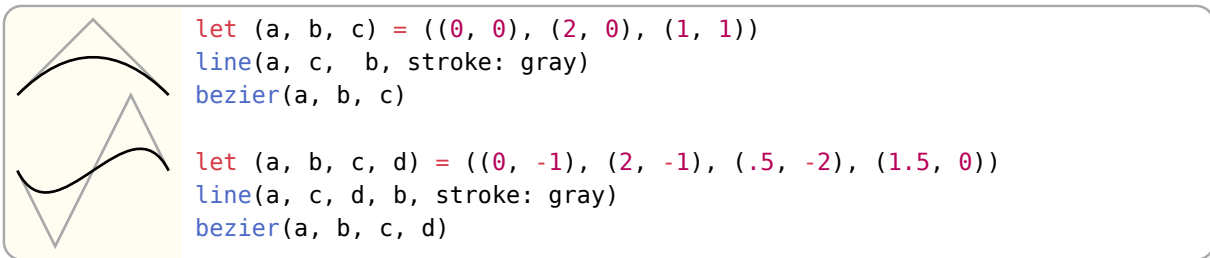 let (a, b, c) = ((0, 0), (2, 0), (1, 1))
line(a, c,  b, stroke: gray)
bezier(a, b, c)

let (a, b, c, d) = ((0, -1), (2, -1), (.5, -2), (1.5, 0))
line(a, c, d, b, stroke: gray)
bezier(a, b, c, d)